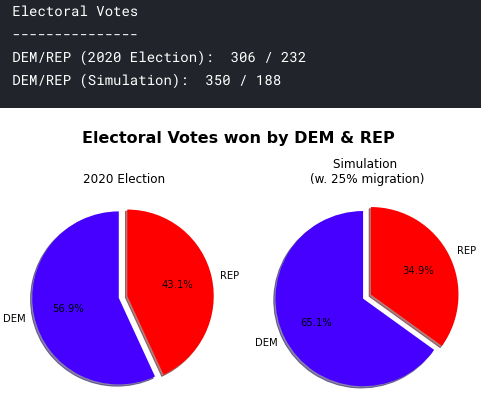 Electoral Votes
---------------
DEM/REP (2020 Election):  306 / 232
DEM/REP (Simulation):  350 / 188
Electoral Votes won by DEM & REP
2020 Election
Simulation
(w. 25% migration)
REP
43.1%
56.9%
DEM
REP
34.9%
65.1%
DEM